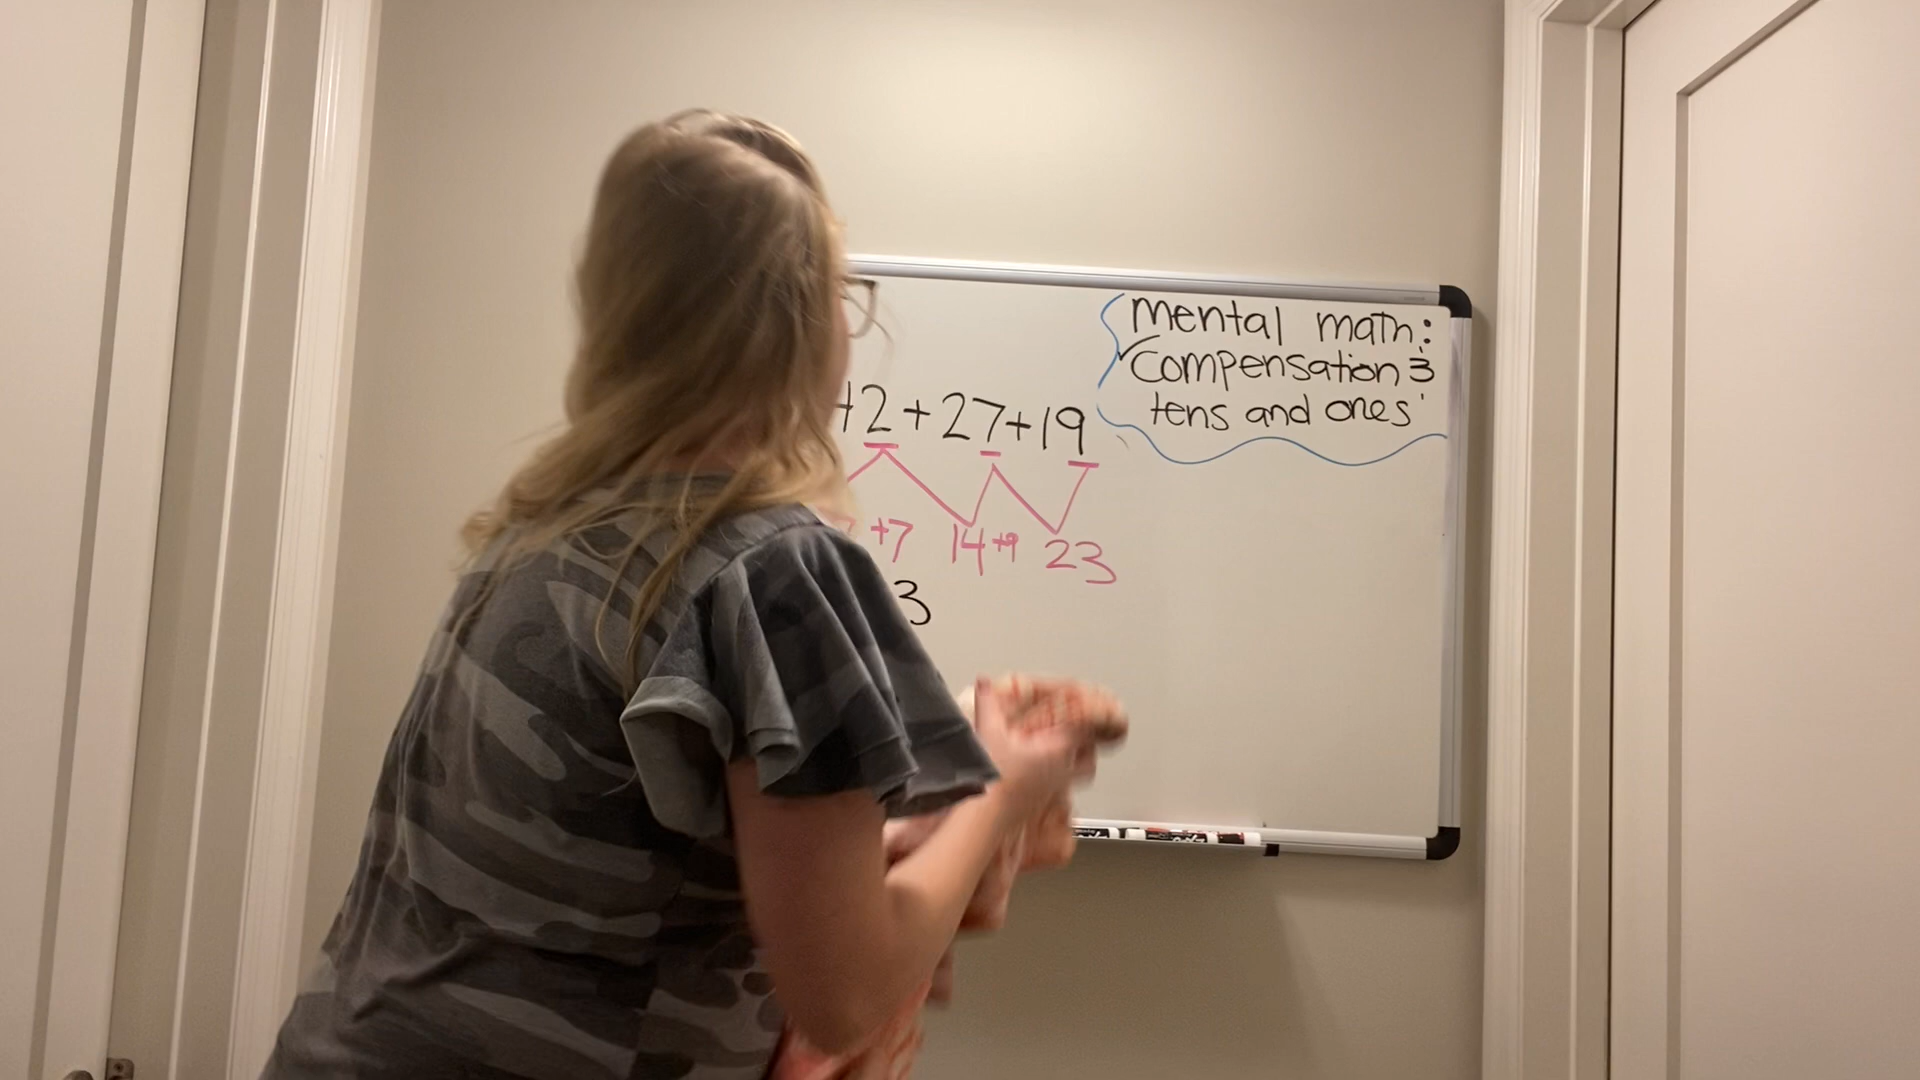 Mental math:
Compensation &
tens and ones
+2+27+19
+7 14+9 23
3